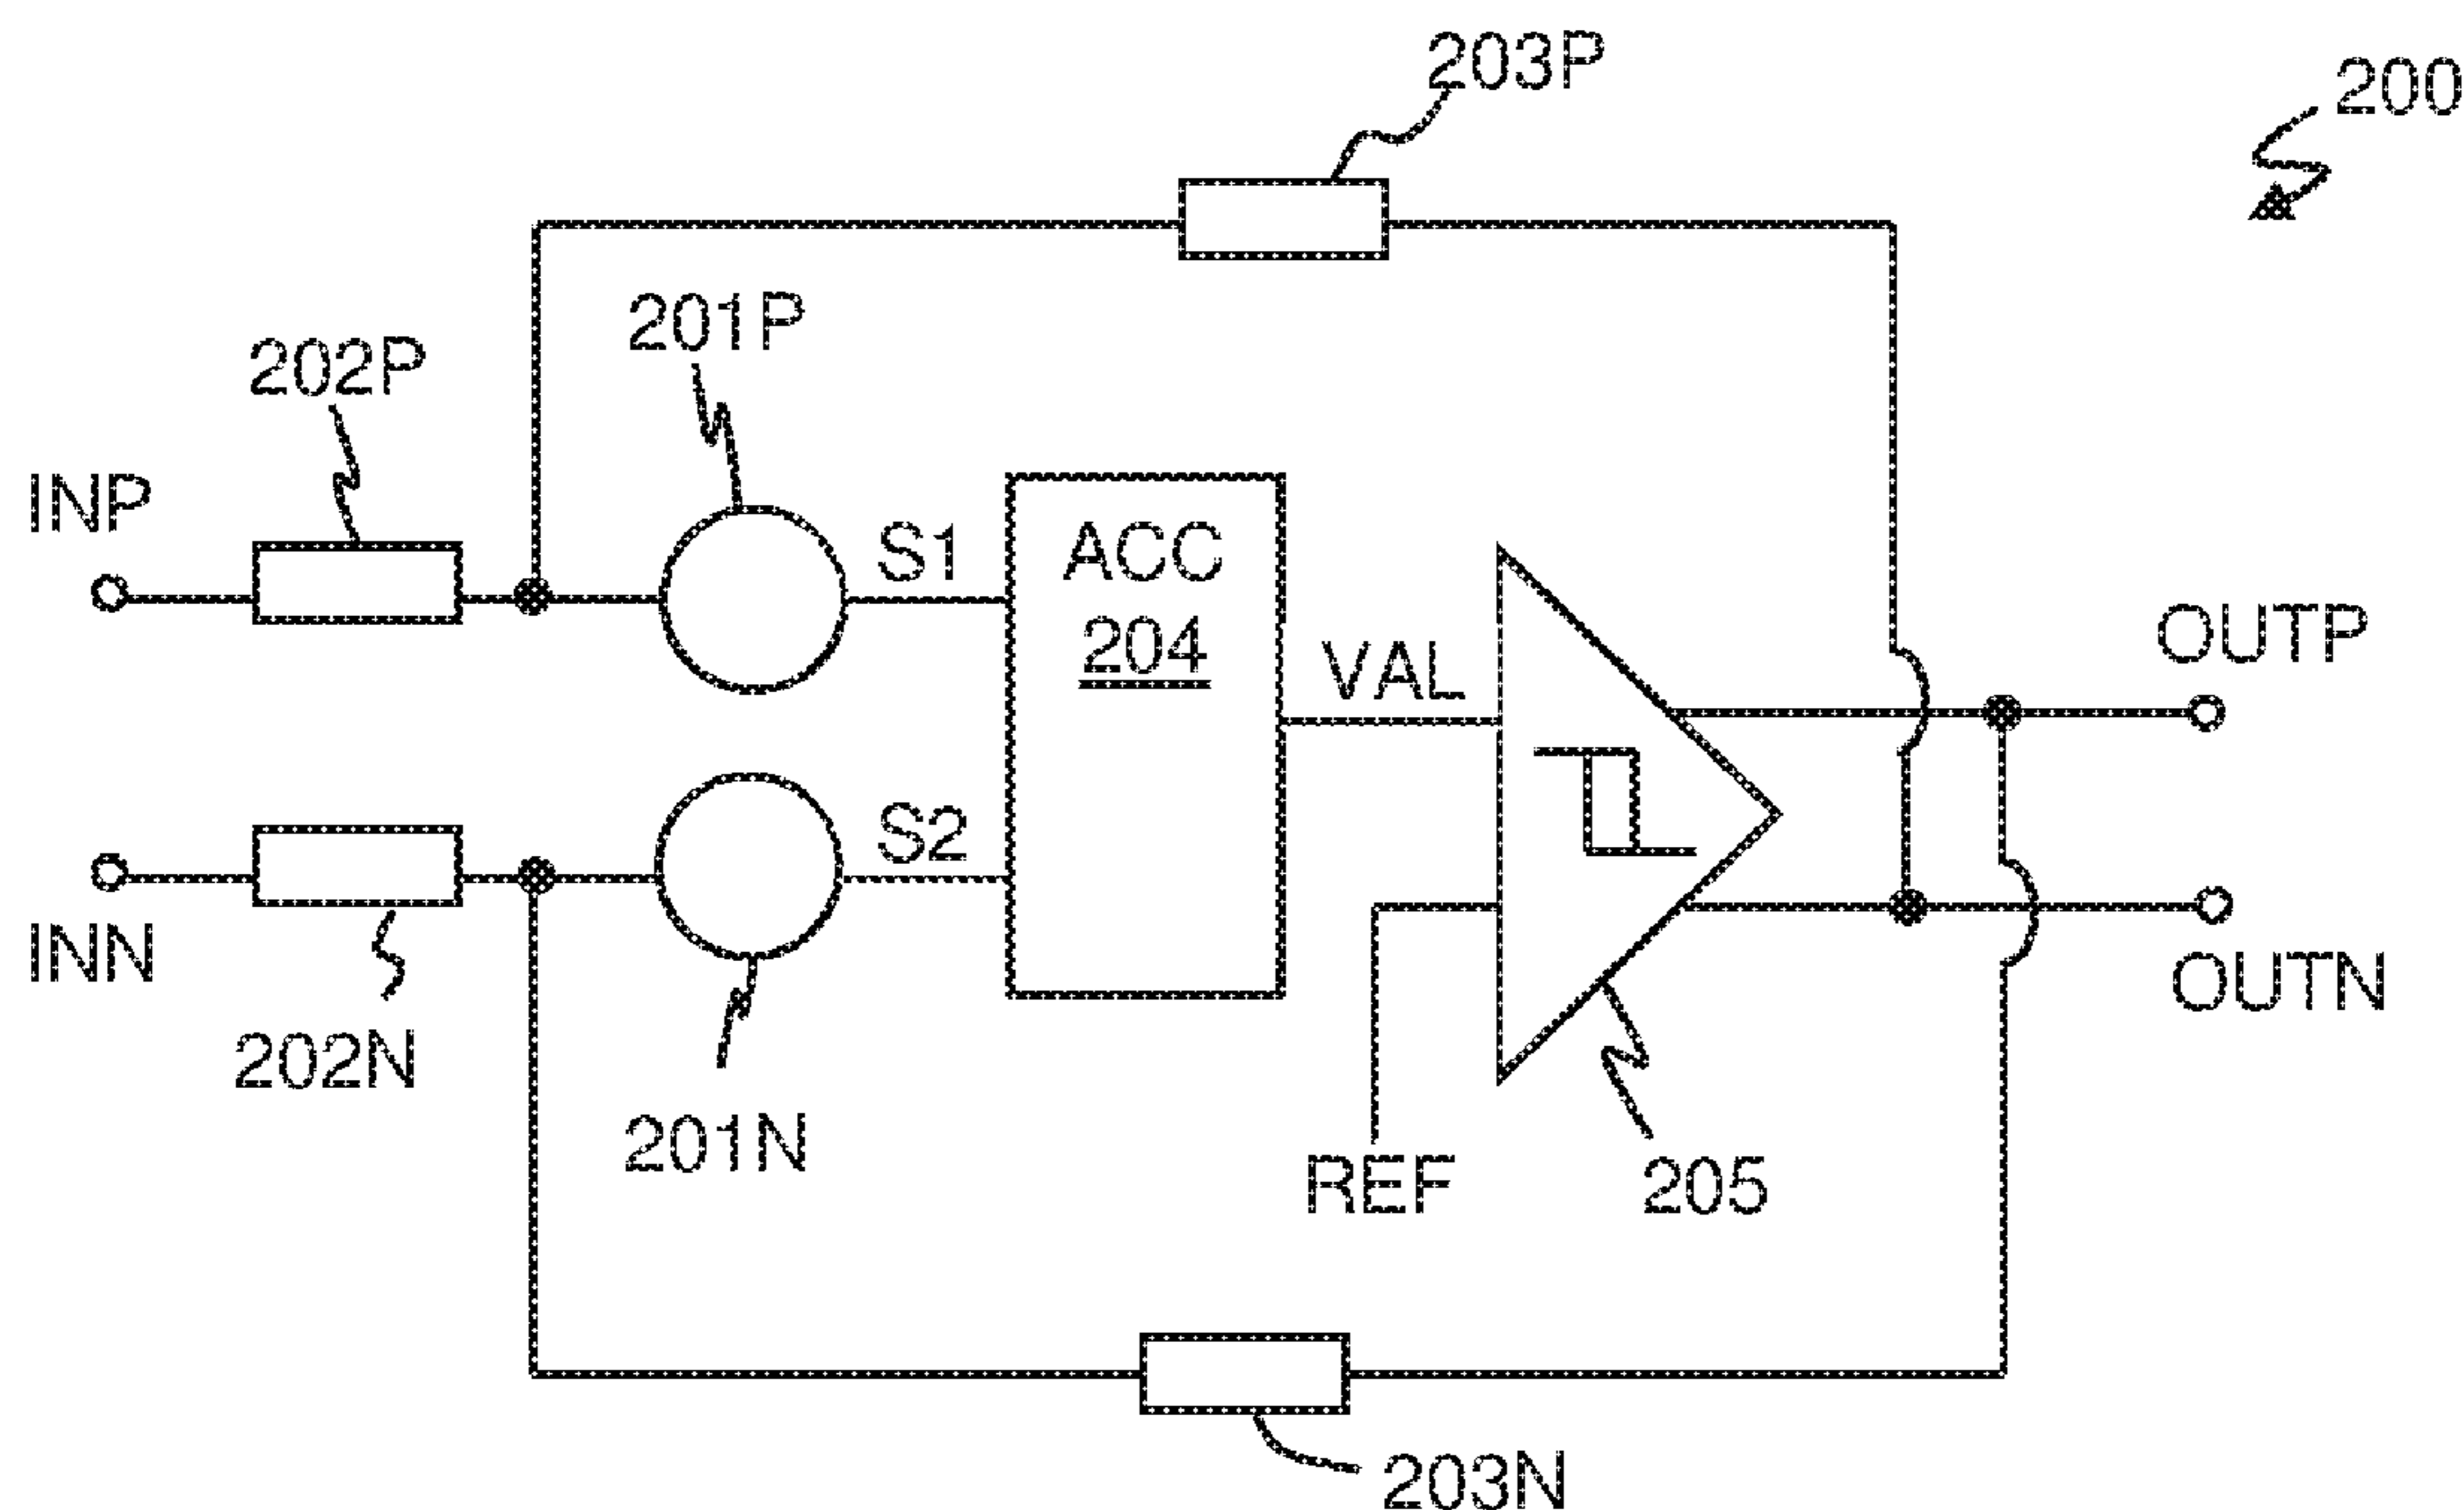 203P
200
201P
202P
INP
S1
ACC
204
VAL
OUTP
S2
INN
OUTN
202N
201N
REF
205
203N